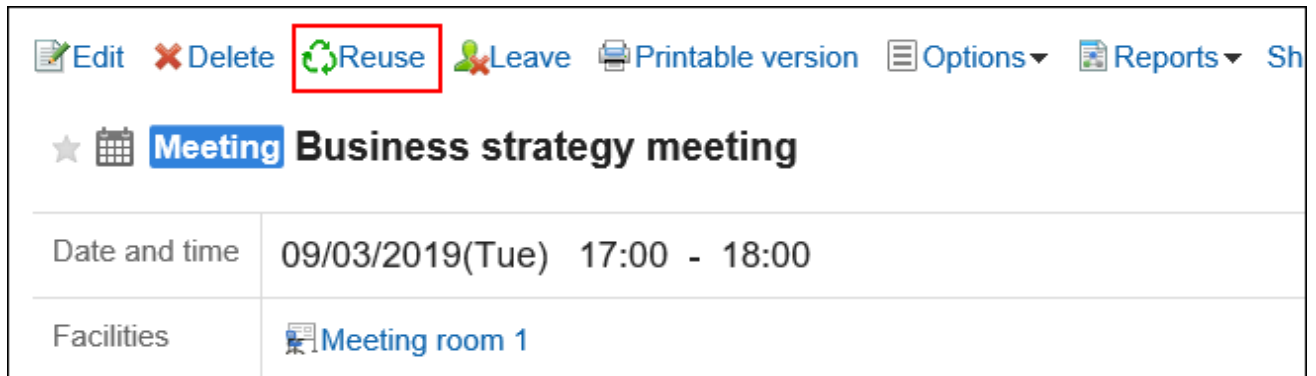 Edit Delete Reuse Leave Printable version Options Reports Sh
Meeting Business strategy meeting
Date and time 09/03/2019(Tue) 17:00 - 18:00
Facilities Meeting room 1